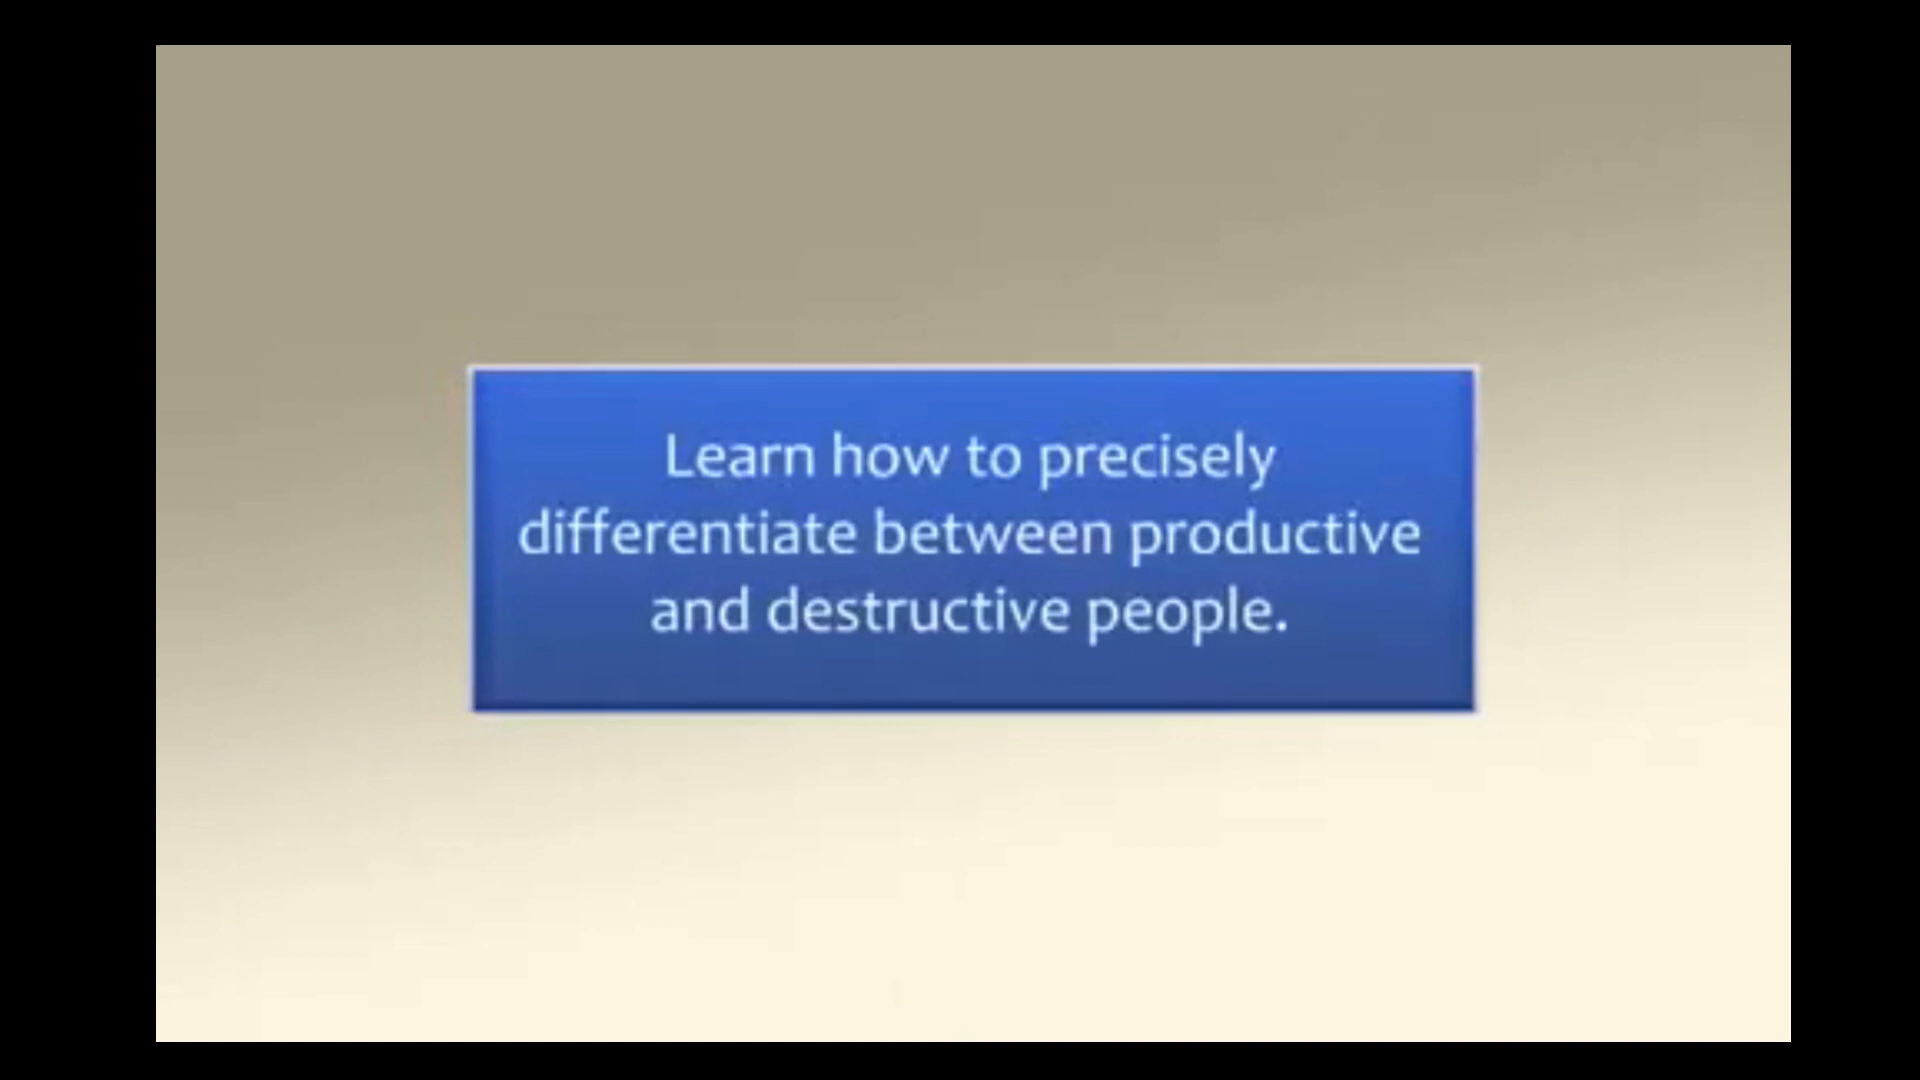 Learn how to precisely
differentiate between productive
and destructive people.